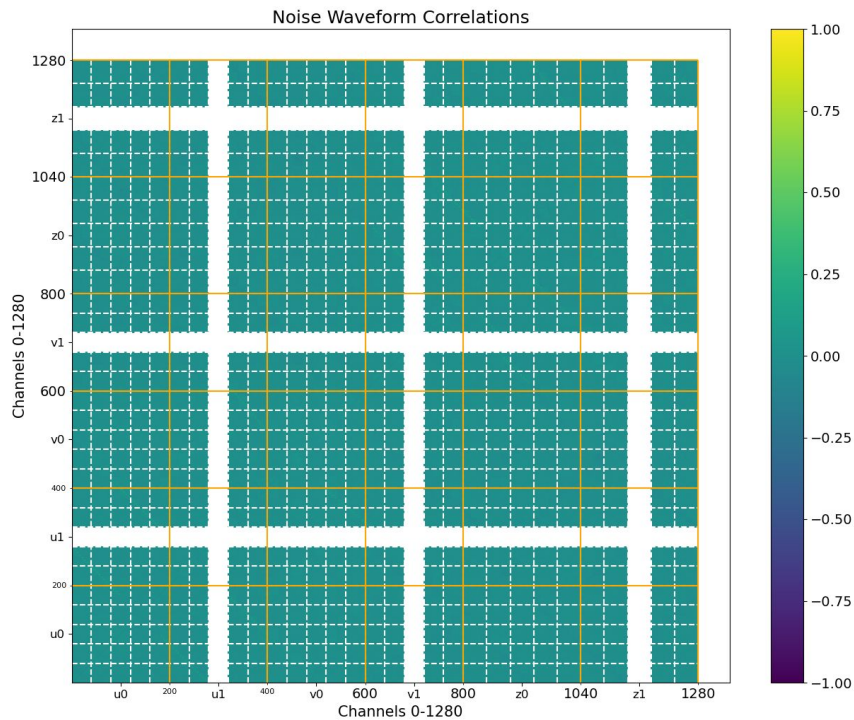 Noise Waveform Correlations
1280
z1
1040
z0
800
v1
600
v0
400
u1
200
u0
Channels 0-1280
u0 200 u1 400 v0 600 v1 800 z0 1040 z1 1280
Channels 0-1280
1.00
0.75
0.50
0.25
0.00
−0.25
−0.50
−0.75
−1.00